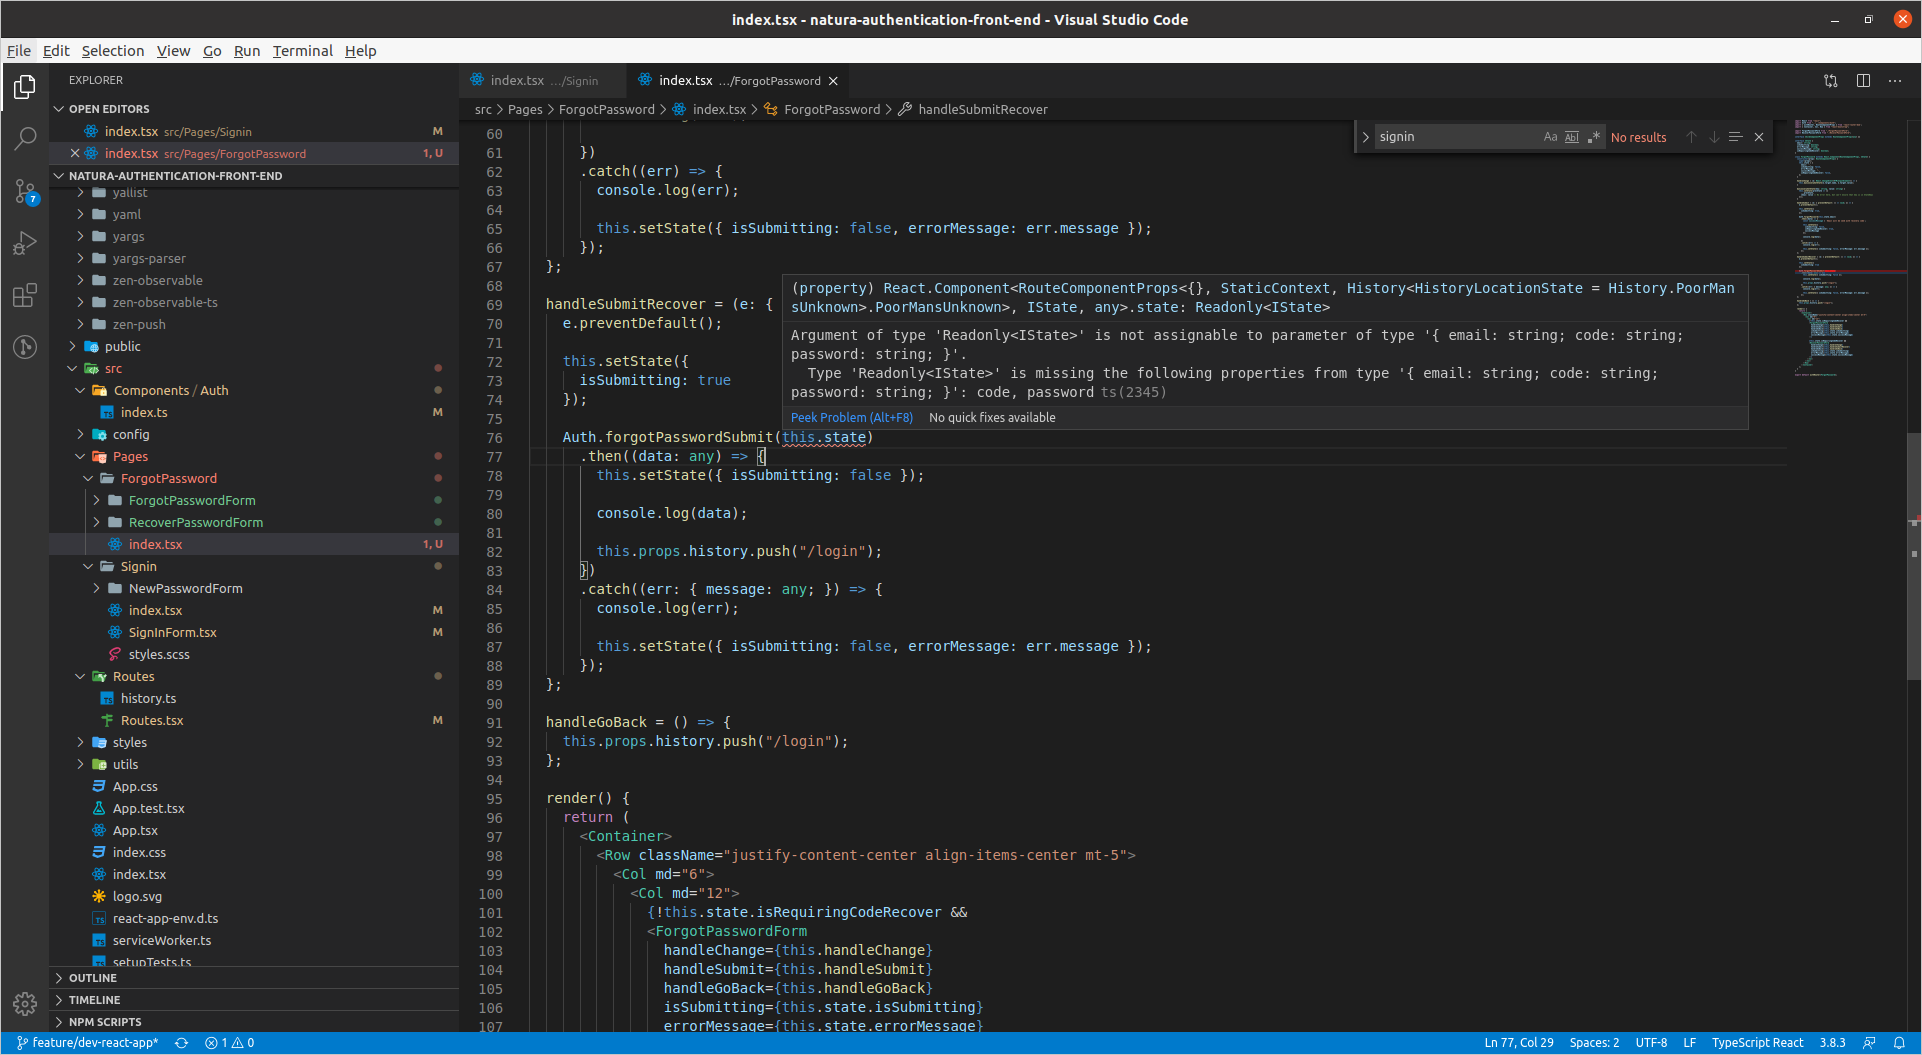 index.tsx - natura-authentication-front-end - Visual Studio Code
File Edit Selection View Go Run Terminal Help
EXPLORER
OPEN EDITORS
index.tsx src/Pages/Signin M
index.tsx src/Pages/ForgotPassword 1, U
NATURA-AUTHENTICATION-FRONT-END
yallist
yaml
yargs
yargs-parser
zen-observable
zen-observable-ts
zen-push
public
src
Components / Auth
index.ts M
config
Pages
ForgotPassword
ForgotPasswordForm
RecoverPasswordForm
index.tsx 1, U
Signin
NewPasswordForm
index.tsx M
SignInForm.tsx M
styles.scss
Routes
history.ts
Routes.tsx M
styles
utils
App.css
App.test.tsx
App.tsx
index.css
index.tsx
logo.svg
react-app-env.d.ts
serviceWorker.ts
setupTests.ts
OUTLINE
TIMELINE
NPM SCRIPTS
7
index.tsx .../Signin index.tsx .../ForgotPassword
src > Pages > ForgotPassword > index.tsx > ForgotPassword > handleSubmitRecover
signin Aa Abl .* No results
60
61 })
62 .catch((err) => {
63 console.log(err);
64
65 this.setState({ isSubmitting: false, errorMessage: err.message });
66 });
67 };
68
69 handleSubmitRecover = (e: {
70 e.preventDefault();
71
72 this.setState({
73 isSubmitting: true
74 });
75
(property) React.Component<RouteComponentProps<{}, StaticContext, History<HistoryLocationState = History.PoorMan
sUnknown>.PoorMansUnknown>, IState, any>.state: Readonly<IState>
Argument of type 'Readonly<IState>' is not assignable to parameter of type '{ email: string; code: string;
password: string; }'.
Type 'Readonly<IState>' is missing the following properties from type '{ email: string; code: string;
password: string; }': code, password ts(2345)
Peek Problem (Alt+F8) No quick fixes available
76 Auth.forgotPasswordSubmit(this.state)
77 .then((data: any) => {
78 this.setState({ isSubmitting: false });
79
80 console.log(data);
81
82 this.props.history.push("/login");
83 })
84 .catch((err: { message: any; }) => {
85 console.log(err);
86
87 this.setState({ isSubmitting: false, errorMessage: err.message });
88 });
89 };
90
91 handleGoBack = () => {
92 this.props.history.push("/login");
93 };
94
95 render() {
96 return (
97 <Container>
98 <Row className="justify-content-center align-items-center mt-5">
99 <Col md="6">
100 <Col md="12">
101 {!this.state.isRequiringCodeRecover &&
102 <ForgotPasswordForm
103 handleChange={this.handleChange}
104 handleSubmit={this.handleSubmit}
105 handleGoBack={this.handleGoBack}
106 isSubmitting={this.state.isSubmitting}
107 errorMessage={this.state.errorMessage}
feature/dev-react-app* 1 0 Ln 77, Col 29 Spaces: 2 UTF-8 LF TypeScript React 3.8.3